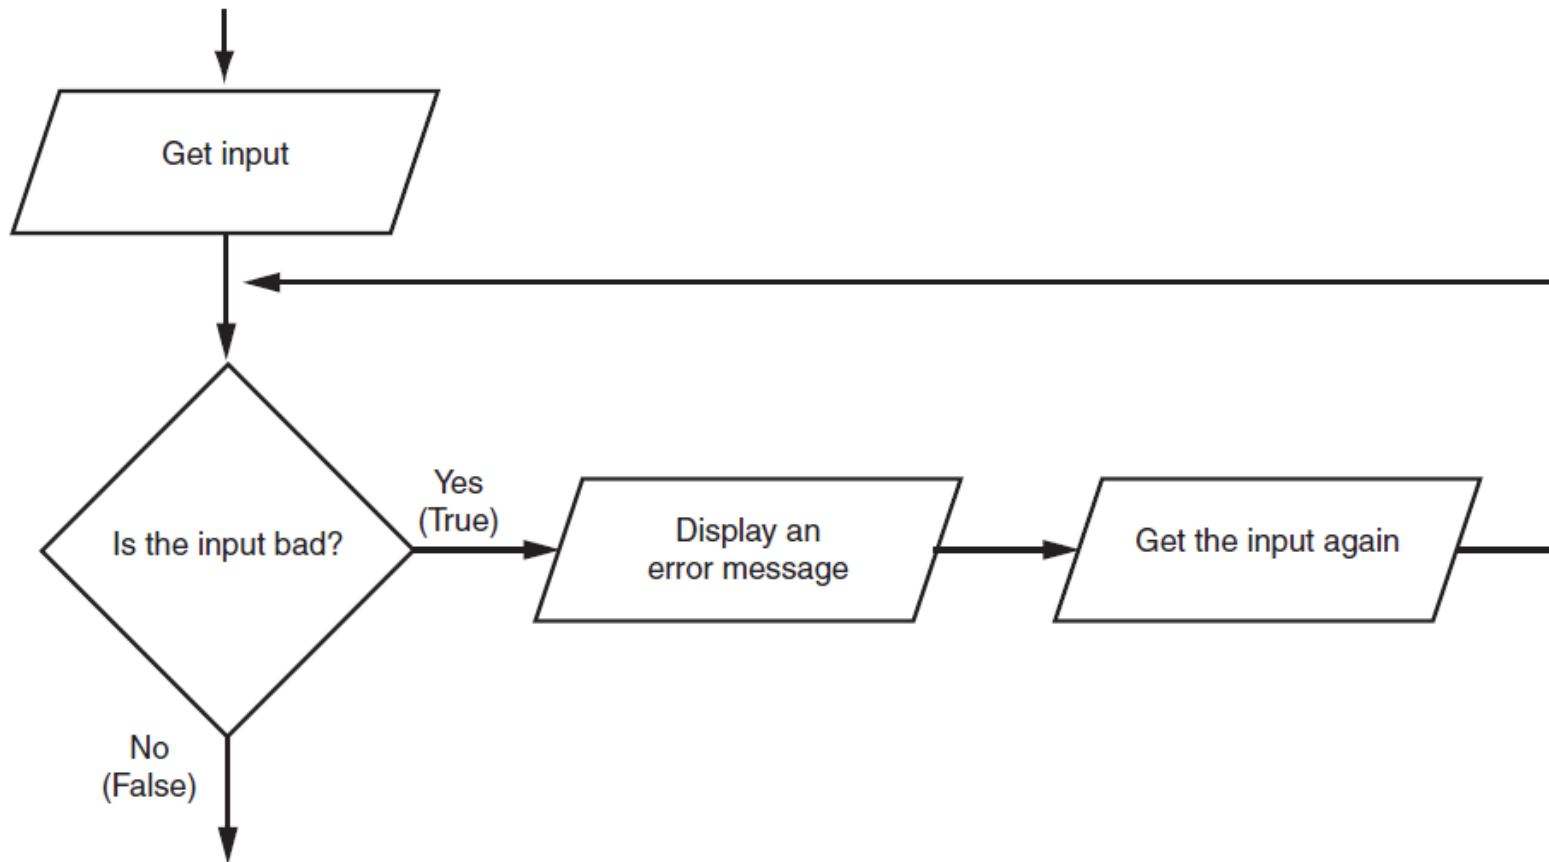 Get input
Is the input bad?
Yes
(True)
Display an
error message
Get the input again
No
(False)